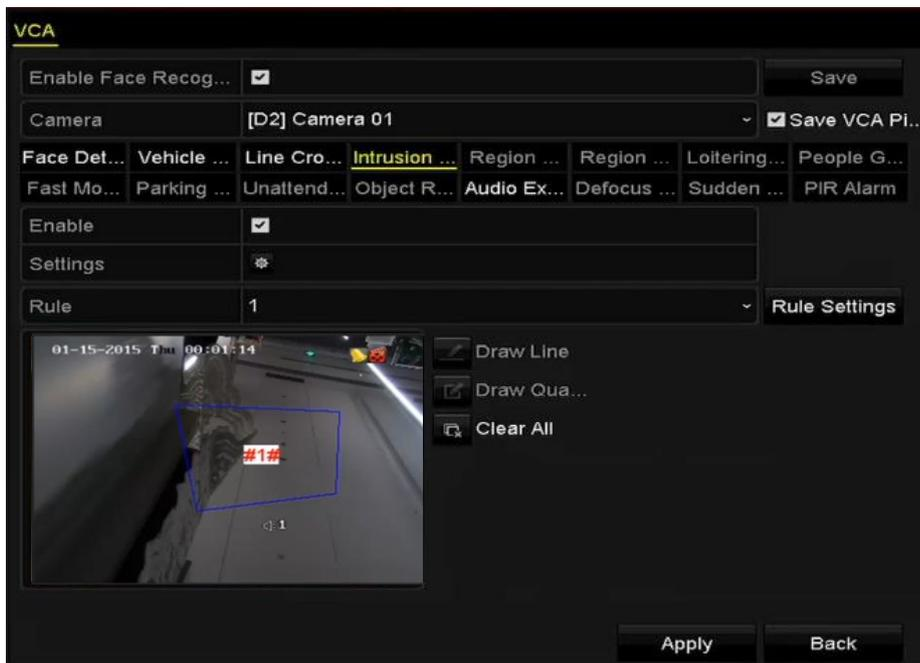 VCA
Enable Face Recog... Save
Camera [D2] Camera 01 Save VCA Pi...
Face Det... Vehicle ... Line Cro... Intrusion ... Region ... Region ... Loitering... People G...
Fast Mo... Parking ... Unattend... Object R... Audio Ex... Defocus ... Sudden ... PIR Alarm
Enable
Settings
Rule 1 Rule Settings
01-15-2015 Thu 00:01:14
Draw Line
Draw Qua...
Clear All
#1#
1
Apply Back